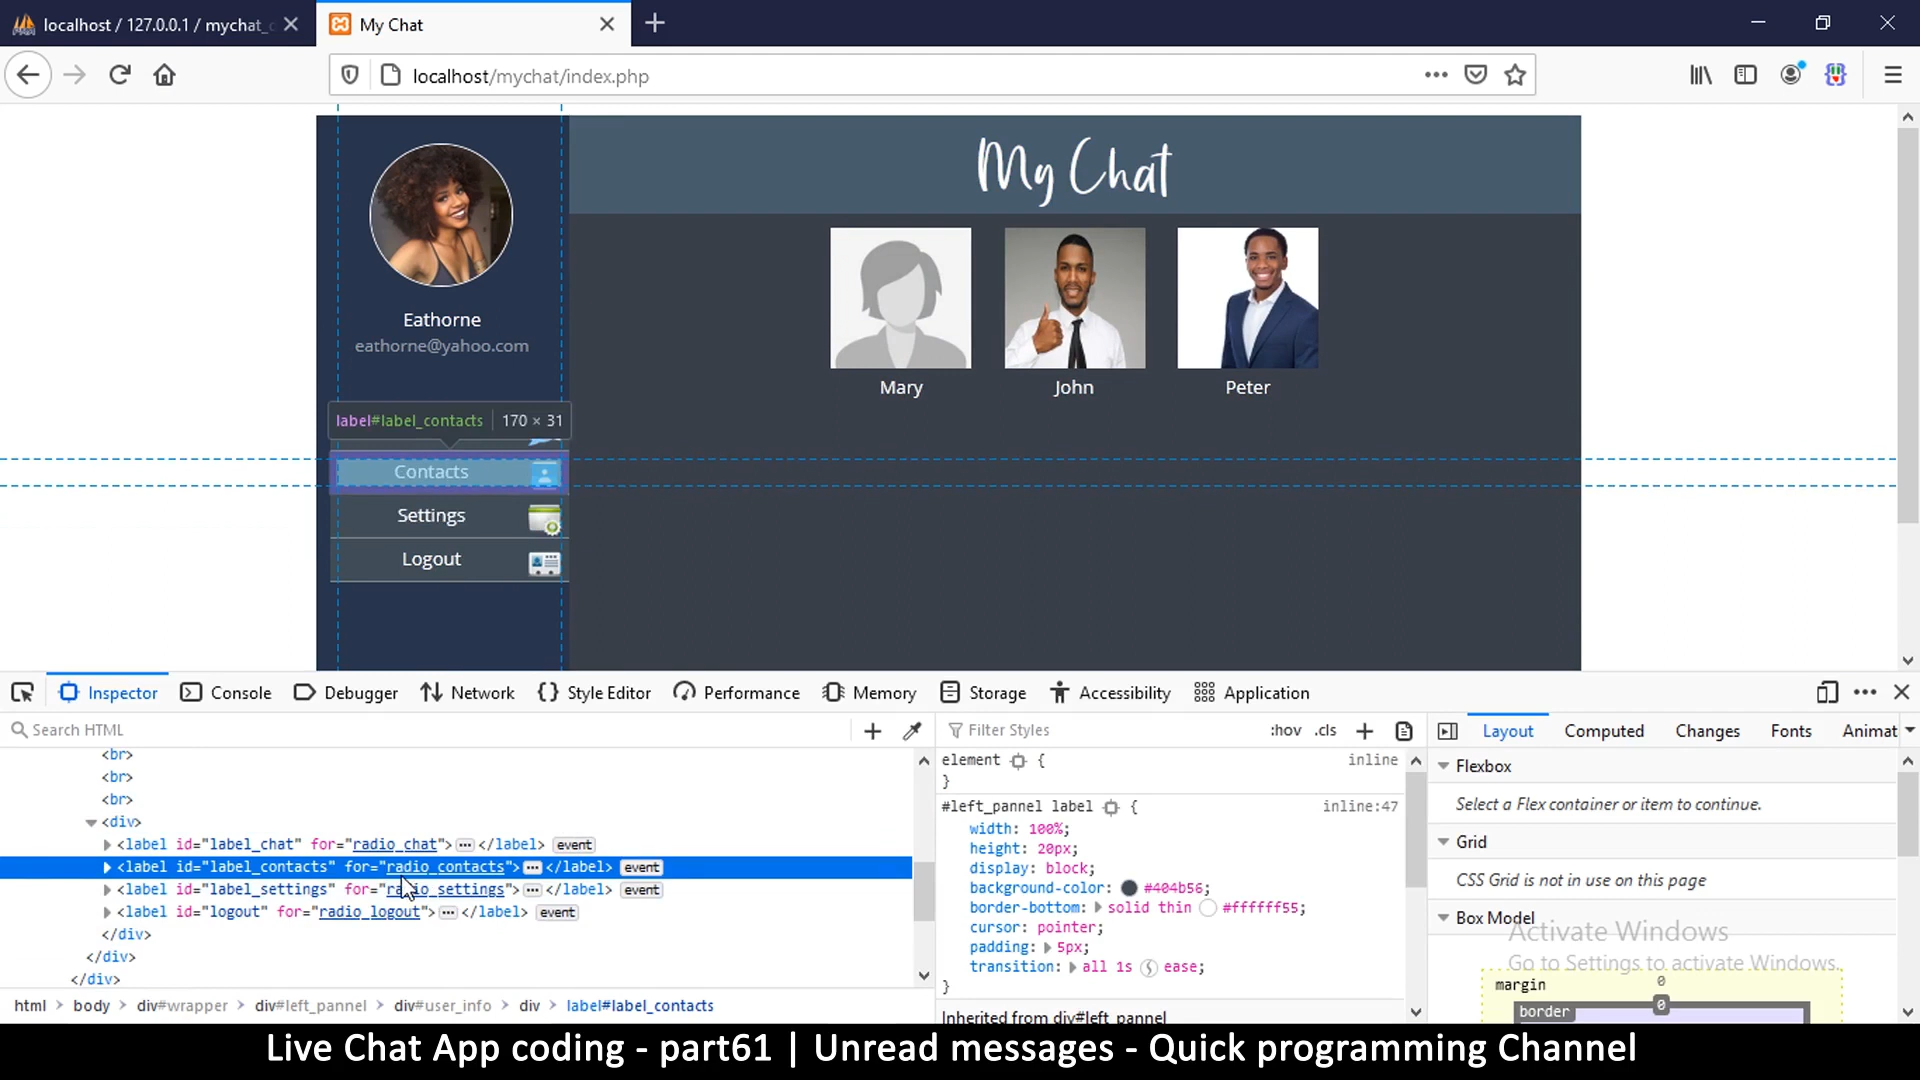 localhost / 127.0.0.1 / mychat_
My Chat
localhost/mychat/index.php
My Chat
Eathorne
eathorne@yahoo.com
Mary
John
Peter
label#label_contacts 170 × 31
Contacts
Settings
Logout
Inspector Console Debugger Network Style Editor Performance Memory Storage Accessibility Application
Search HTML
Filter Styles :hov .cls
Layout Computed Changes Fonts Animat
<br>
<br>
<br>
<div>
<label id="label_chat" for="radio_chat"> ••• </label> event
<label id="label_contacts" for="radio_contacts"> ••• </label> event
<label id="label_settings" for="radio_settings"> ••• </label> event
<label id="logout" for="radio_logout"> ••• </label> event
</div>
</div>
</div>
html > body > div#wrapper > div#left_pannel > div#user_info > div > label#label_contacts
element { inline
}
#left_pannel label { inline:47
width: 100%;
height: 20px;
display: block;
background-color: #404b56;
border-bottom: solid thin #ffffff55;
cursor: pointer;
padding: 5px;
transition: all 1s ease;
}
Inherited from div#left_pannel
Flexbox
Select a Flex container or item to continue.
Grid
CSS Grid is not in use on this page
Box Model
Activate Windows
Go to Settings to activate Windows.
margin 0
border 0
Live Chat App coding - part61 | Unread messages - Quick programming Channel